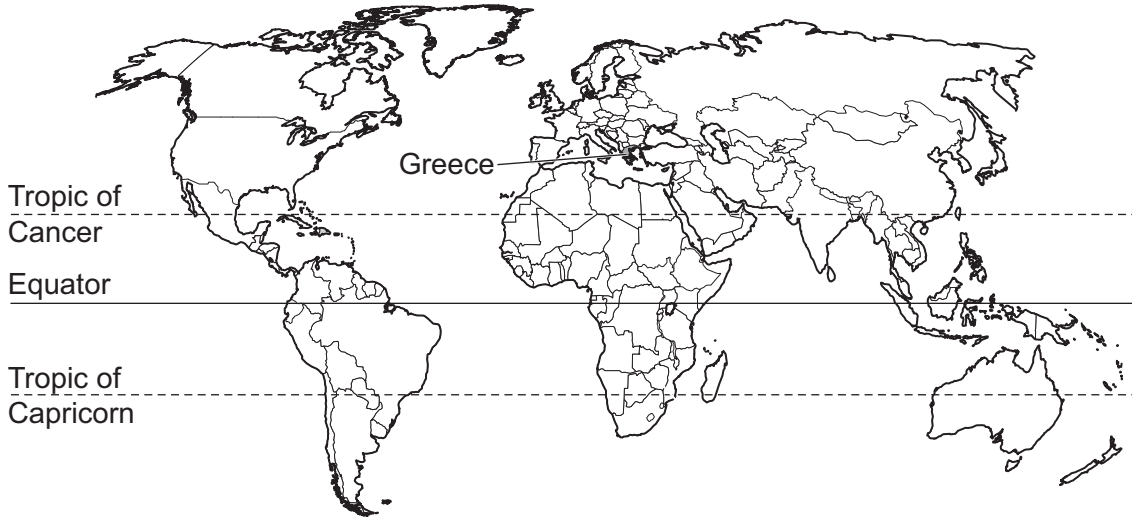 Greece
Tropic of
Cancer
Equator
Tropic of
Capricorn